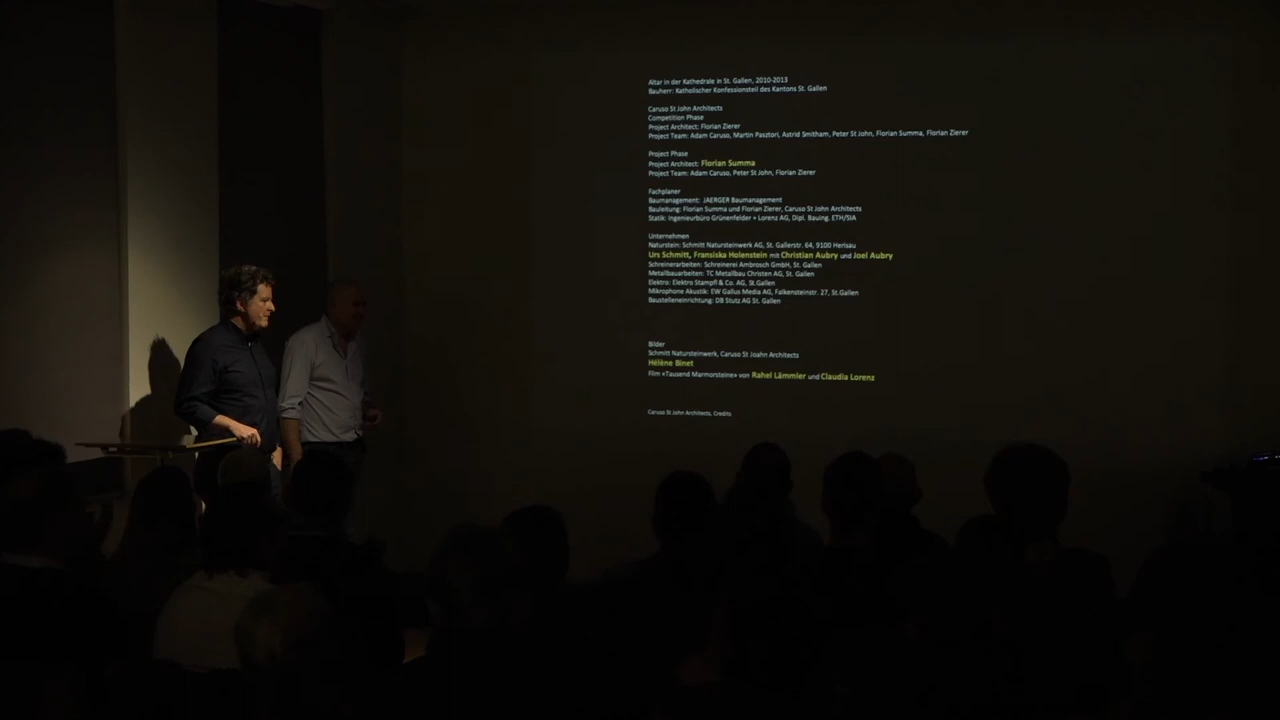 Altar in der Kathedrale in St. Gallen, 2010-2013
Bauherr: Katholischer Konfessionsteil des Kantons St. Gallen
Caruso St John Architects
Competition Phase
Project Architect: Florian Zierer
Project Team: Adam Caruso, Martin Pasztori, Astrid Smitham, Peter St John, Florian Summa, Florian Zierer
Project Phase
Project Architect: Florian Summa
Project Team: Adam Caruso, Peter St John, Florian Zierer
Fachplaner
Baumanagement: JAERGER Baumanagement
Bauleitung: Florian Summa und Florian Zierer, Caruso St John Architects
Statik: Ingenieurbüro Grünenfelder + Lorenz AG, Dipl. Bauing. ETH/SIA
Unternehmen
Naturstein: Schmitt Natursteinwerk AG, St. Gallerstr. 64, 9100 Herisau
Urs Schmitt, Fransiska Holenstein mit Christian Aubry und Joel Aubry
Schreinerarbeiten: Schreinerei Ambrosch GmbH, St. Gallen
Metallbauarbeiten: TC Metallbau Christen AG, St. Gallen
Elektro: Elektro Stampfl & Co. AG, St.Gallen
Mikrophone Akustik: EW Gallus Media AG, Falkensteinstr. 27, St.Gallen
Baustelleneinrichtung: DB Stutz AG St. Gallen
Bilder
Schmitt Natursteinwerk, Caruso St Joahn Architects
Hélène Binet
Film «Tausend Marmorsteine» von Rahel Lämmler und Claudia Lorenz
Caruso St John Architects, Credits